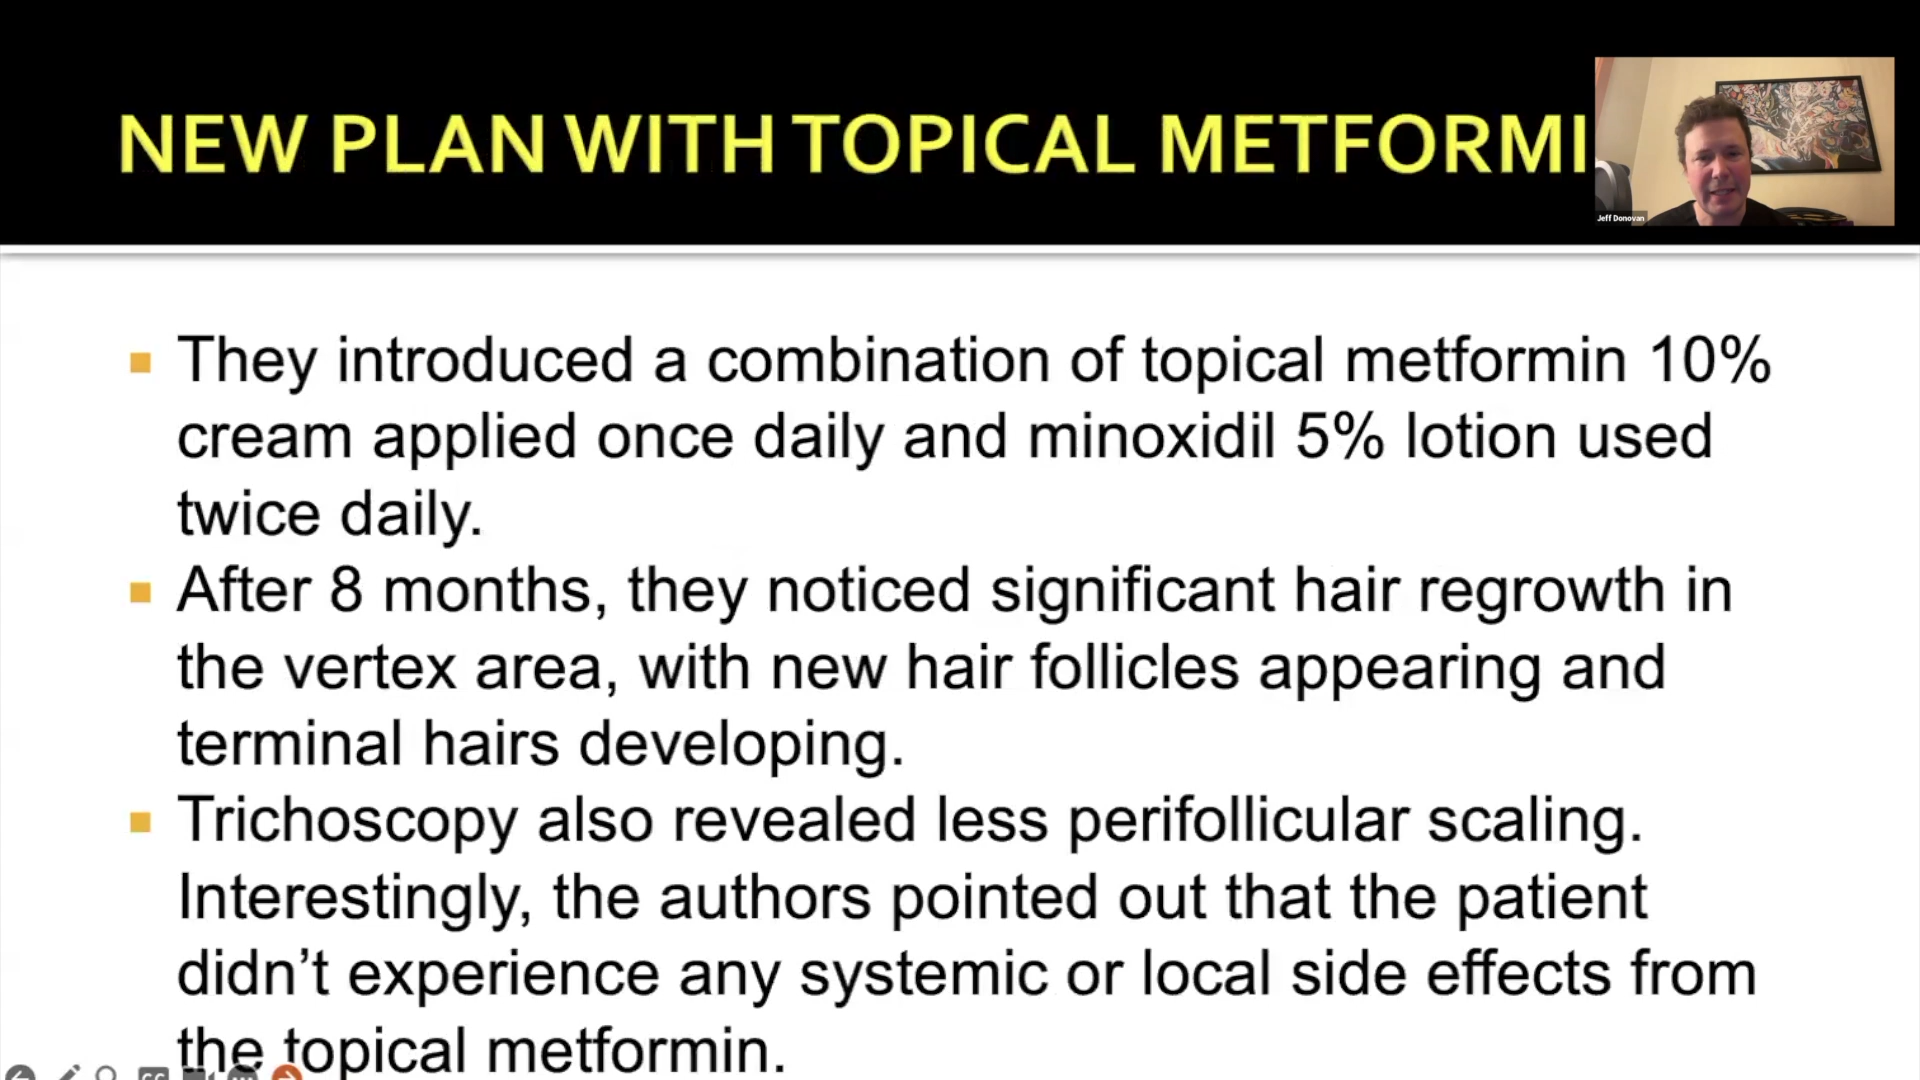 NEW PLAN WITH TOPICAL METFORMI
Jeff Donovan
They introduced a combination of topical metformin 10%
cream applied once daily and minoxidil 5% lotion used
twice daily.
After 8 months, they noticed significant hair regrowth in
the vertex area, with new hair follicles appearing and
terminal hairs developing.
Trichoscopy also revealed less perifollicular scaling.
Interestingly, the authors pointed out that the patient
didn’t experience any systemic or local side effects from
the topical metformin.
CC